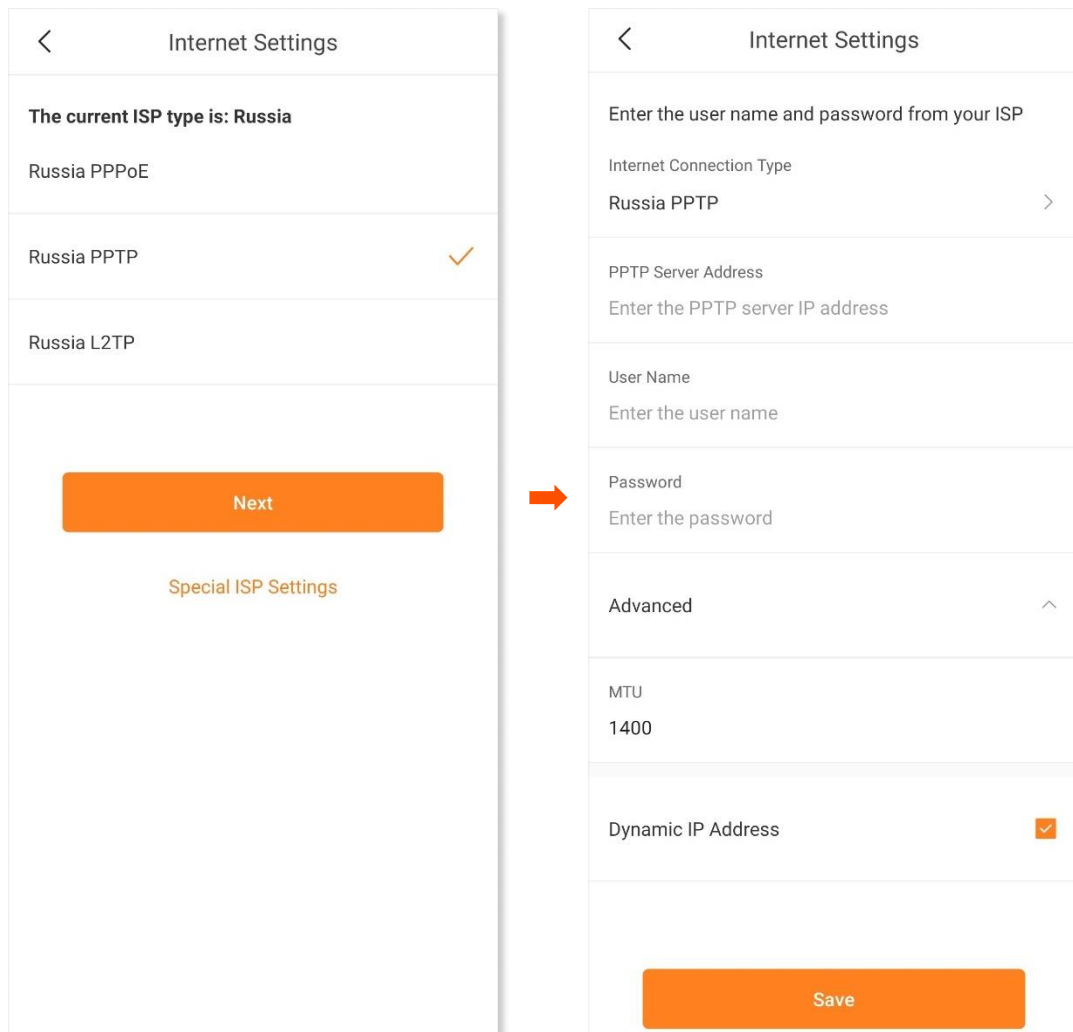 Internet Settings
The current ISP type is: Russia
Russia PPPoE
Russia PPTP
Russia L2TP
Next
Special ISP Settings
Internet Settings
Enter the user name and password from your ISP
Internet Connection Type
Russia PPTP
PPTP Server Address
Enter the PPTP server IP address
User Name
Enter the user name
Password
Enter the password
Advanced
MTU
1400
Dynamic IP Address
Save